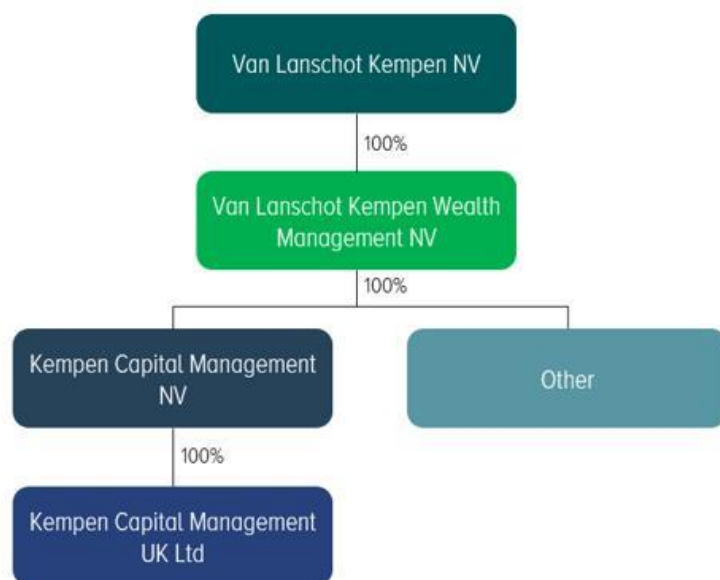 Van Lanschot Kempen NV
100%
Van Lanschot Kempen Wealth
Management NV
100%
Kempen Capital Management
NV
Other
100%
Kempen Capital Management
UK Ltd